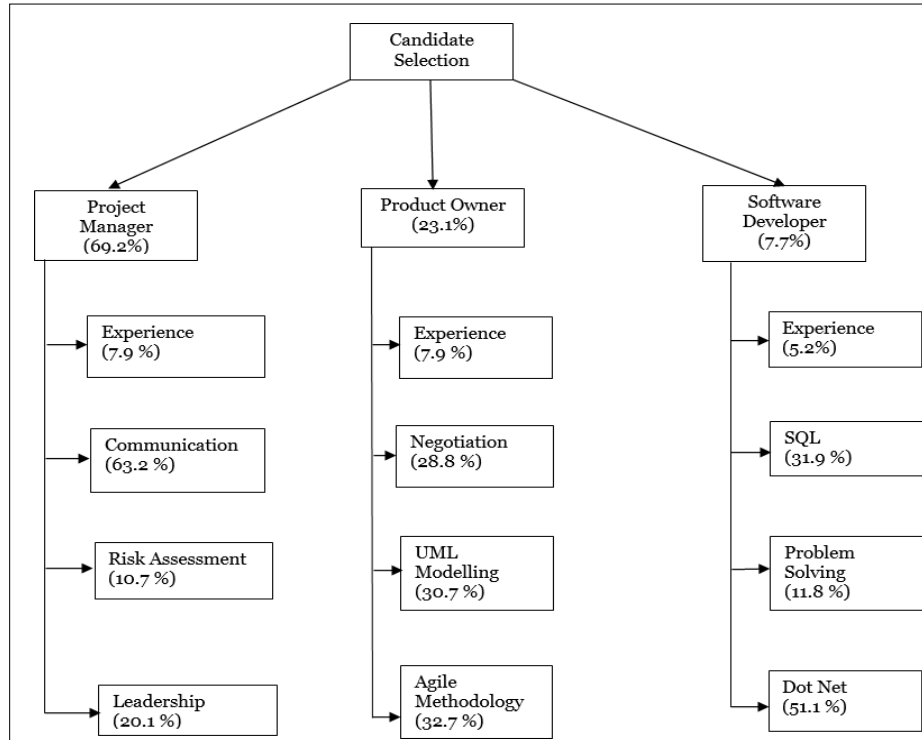 Candidate
Selection
Project
Manager
(69.2%)
Product Owner
(23.1%)
Software
Developer
(7.7%)
Experience
(7.9 %)
Communication
(63.2 %)
Risk Assessment
(10.7 %)
Leadership
(20.1 %)
Experience
(7.9 %)
Negotiation
(28.8 %)
UML
Modelling
(30.7 %)
Agile
Methodology
(32.7 %)
Experience
(5.2%)
SQL
(31.9 %)
Problem
Solving
(11.8 %)
Dot Net
(51.1 %)